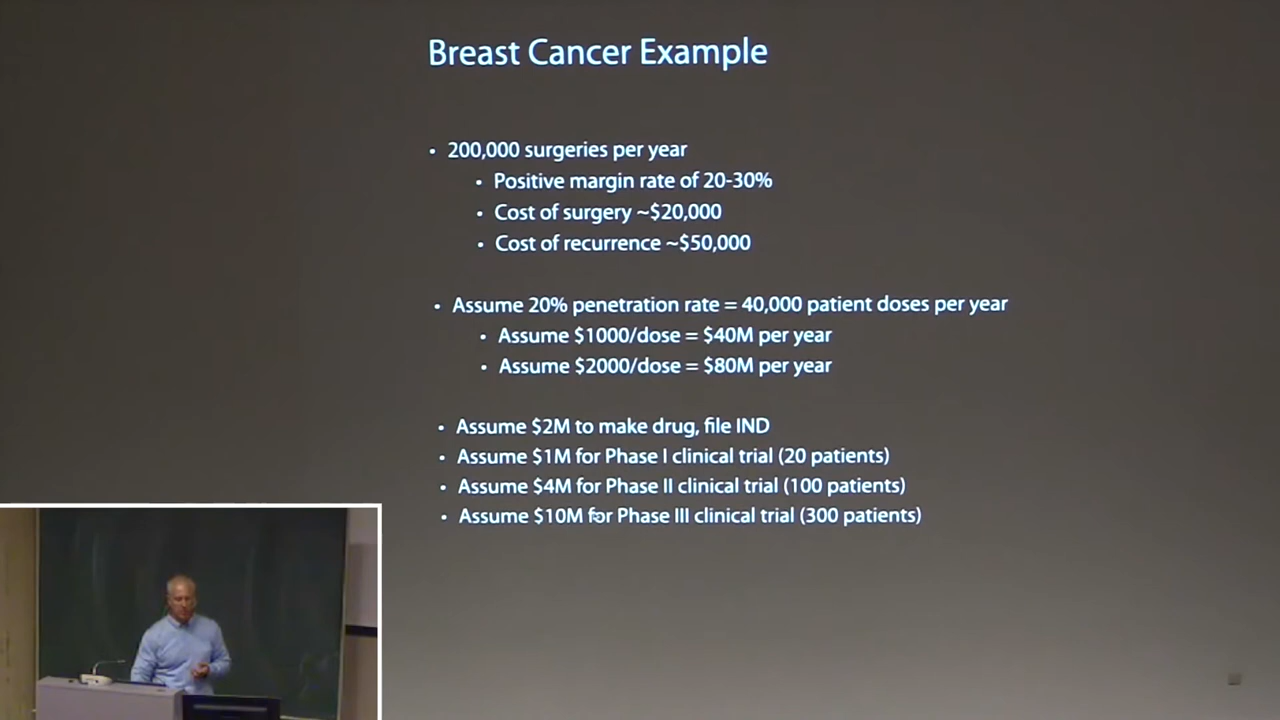 Breast Cancer Example
• 200,000 surgeries per year
• Positive margin rate of 20-30%
• Cost of surgery ~$20,000
• Cost of recurrence ~$50,000
• Assume 20% penetration rate = 40,000 patient doses per year
• Assume $1000/dose = $40M per year
• Assume $2000/dose = $80M per year
• Assume $2M to make drug, file IND
• Assume $1M for Phase I clinical trial (20 patients)
• Assume $4M for Phase II clinical trial (100 patients)
• Assume $10M for Phase III clinical trial (300 patients)